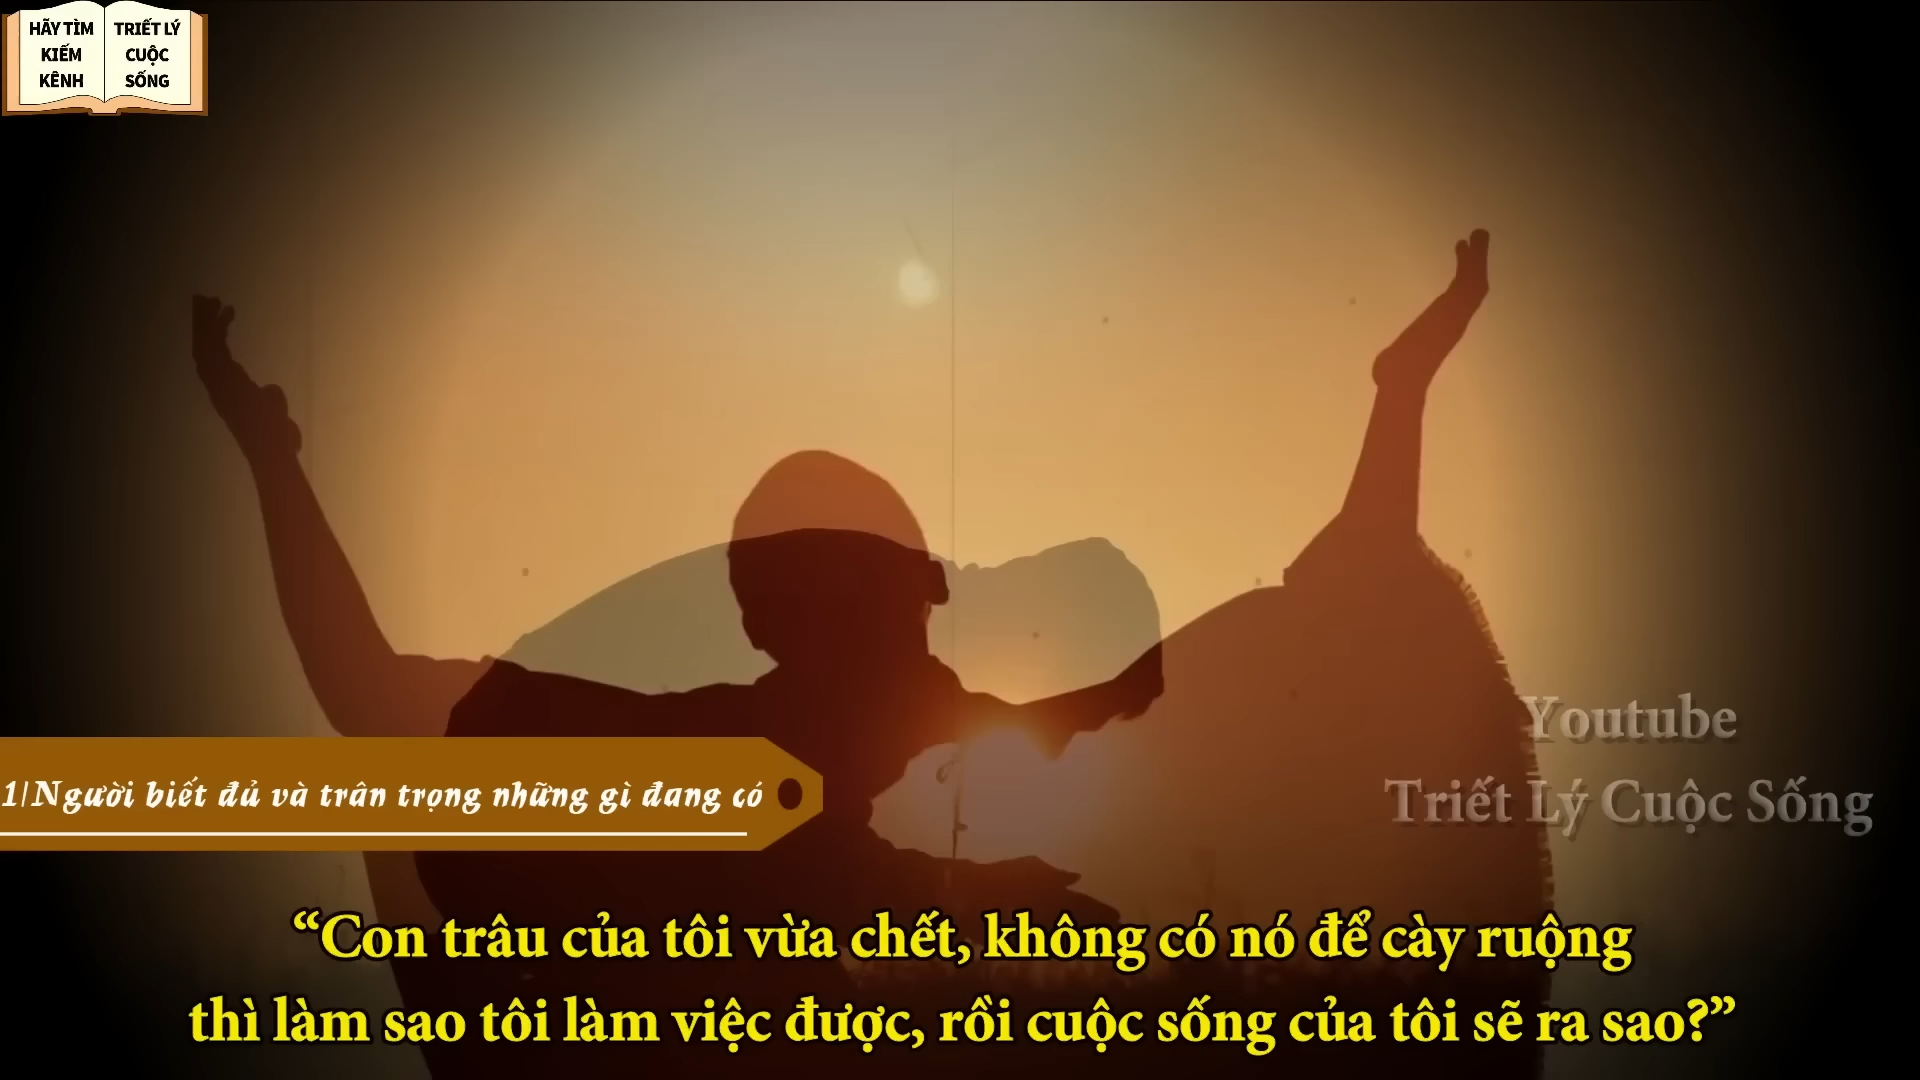 HÃY TÌM
KIẾM
KÊNH
TRIẾT LÝ
CUỘC
SỐNG
Youtube
Triết Lý Cuộc Sống
1/Người biết đủ và trân trọng những gì đang có
“Con trâu của tôi vừa chết, không có nó để cày ruộng
thì làm sao tôi làm việc được, rồi cuộc sống của tôi sẽ ra sao?”